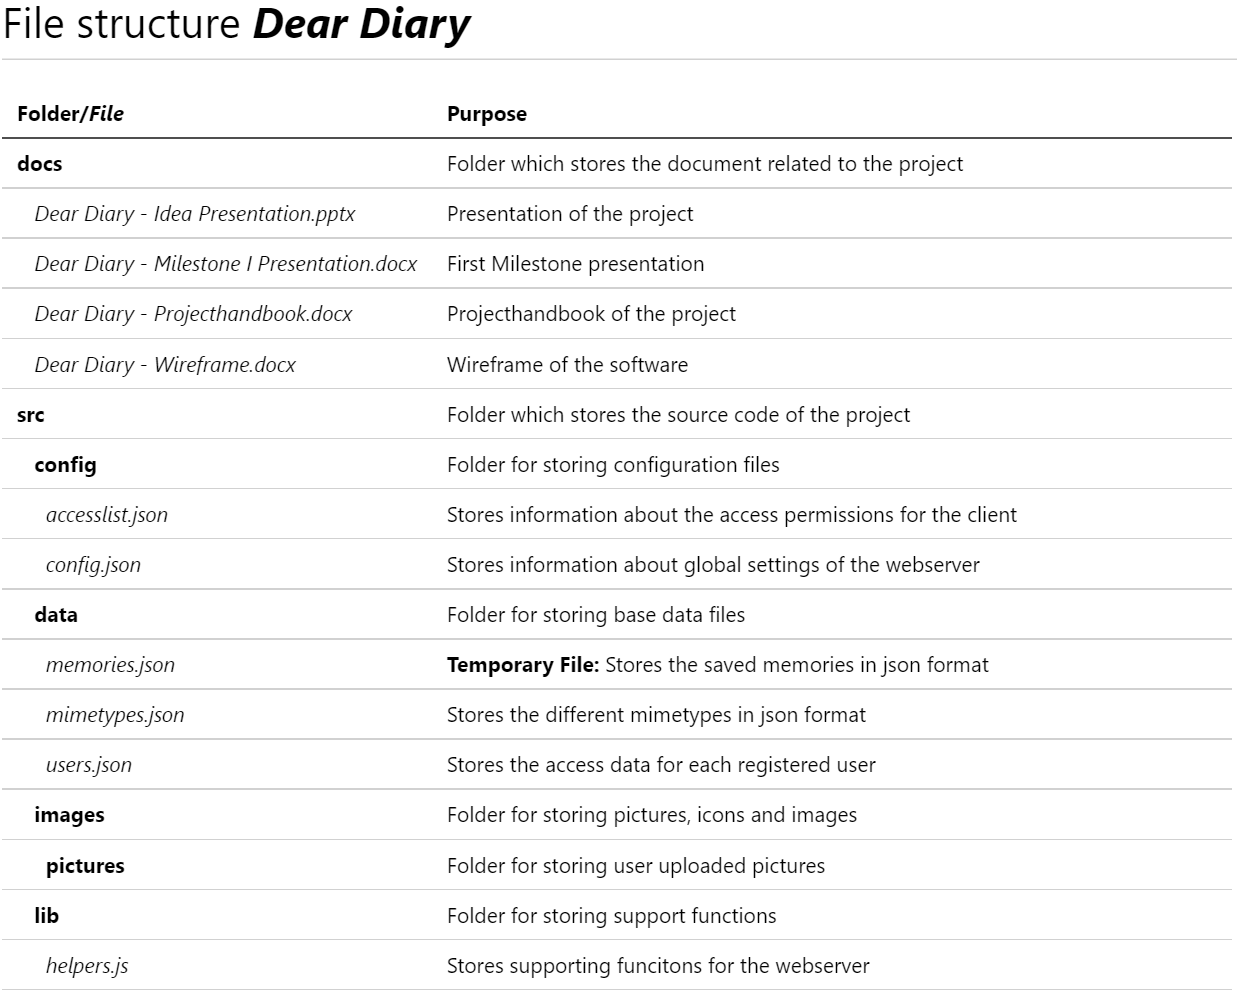 File structure Dear Diary
Folder/File Purpose
docs Folder which stores the document related to the project
Dear Diary - Idea Presentation.pptx Presentation of the project
Dear Diary - Milestone I Presentation.docx First Milestone presentation
Dear Diary - Projecthandbook.docx Projecthandbook of the project
Dear Diary - Wireframe.docx Wireframe of the software
src Folder which stores the source code of the project
config Folder for storing configuration files
accesslist.json Stores information about the access permissions for the client
config.json Stores information about global settings of the webserver
data Folder for storing base data files
memories.json Temporary File: Stores the saved memories in json format
mimetypes.json Stores the different mimetypes in json format
users.json Stores the access data for each registered user
images Folder for storing pictures, icons and images
pictures Folder for storing user uploaded pictures
lib Folder for storing support functions
helpers.js Stores supporting funcitons for the webserver